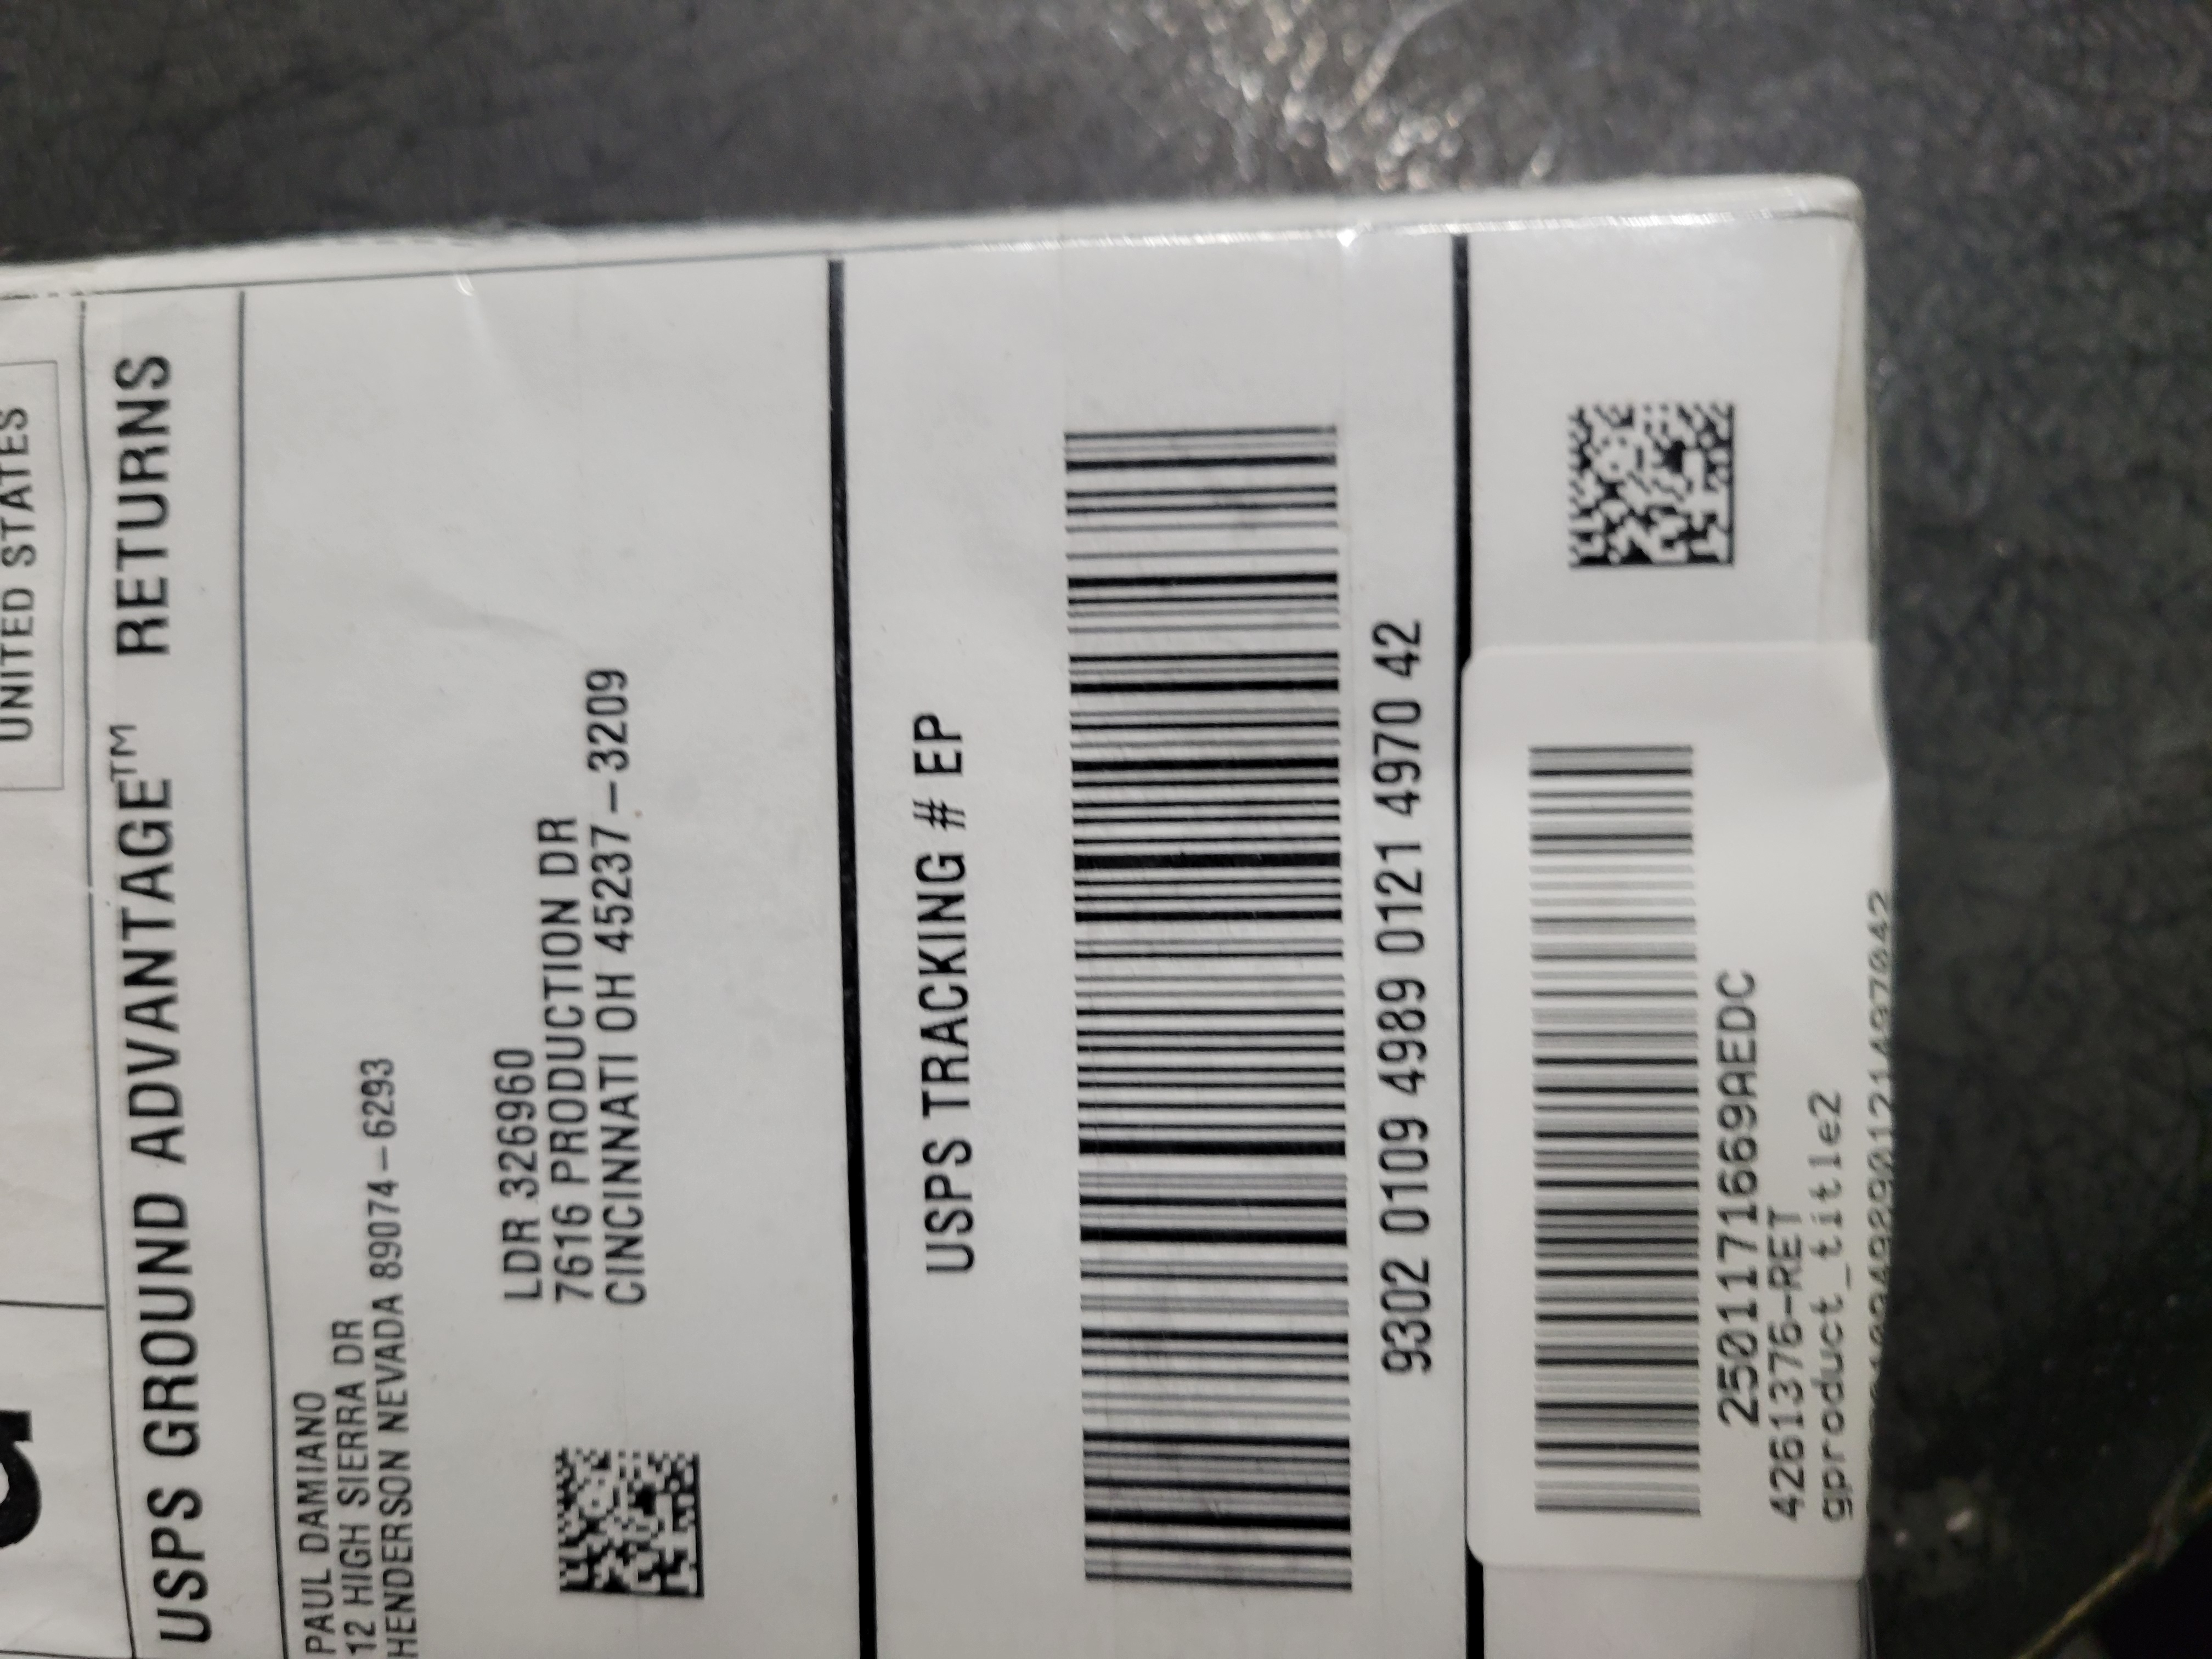 UNITED STATES
USPS GROUND ADVANTAGE™ RETURNS
PAUL DAMIANO
12 HIGH SIERRA DR
HENDERSON NEVADA 89074-6293
LDR 326960
7616 PRODUCTION DR
CINCINNATI OH 45237-3209
USPS TRACKING # EP
9302 0109 4989 0121 4970 42
2501171669AEDC
4261376-RET
gproduct_title2